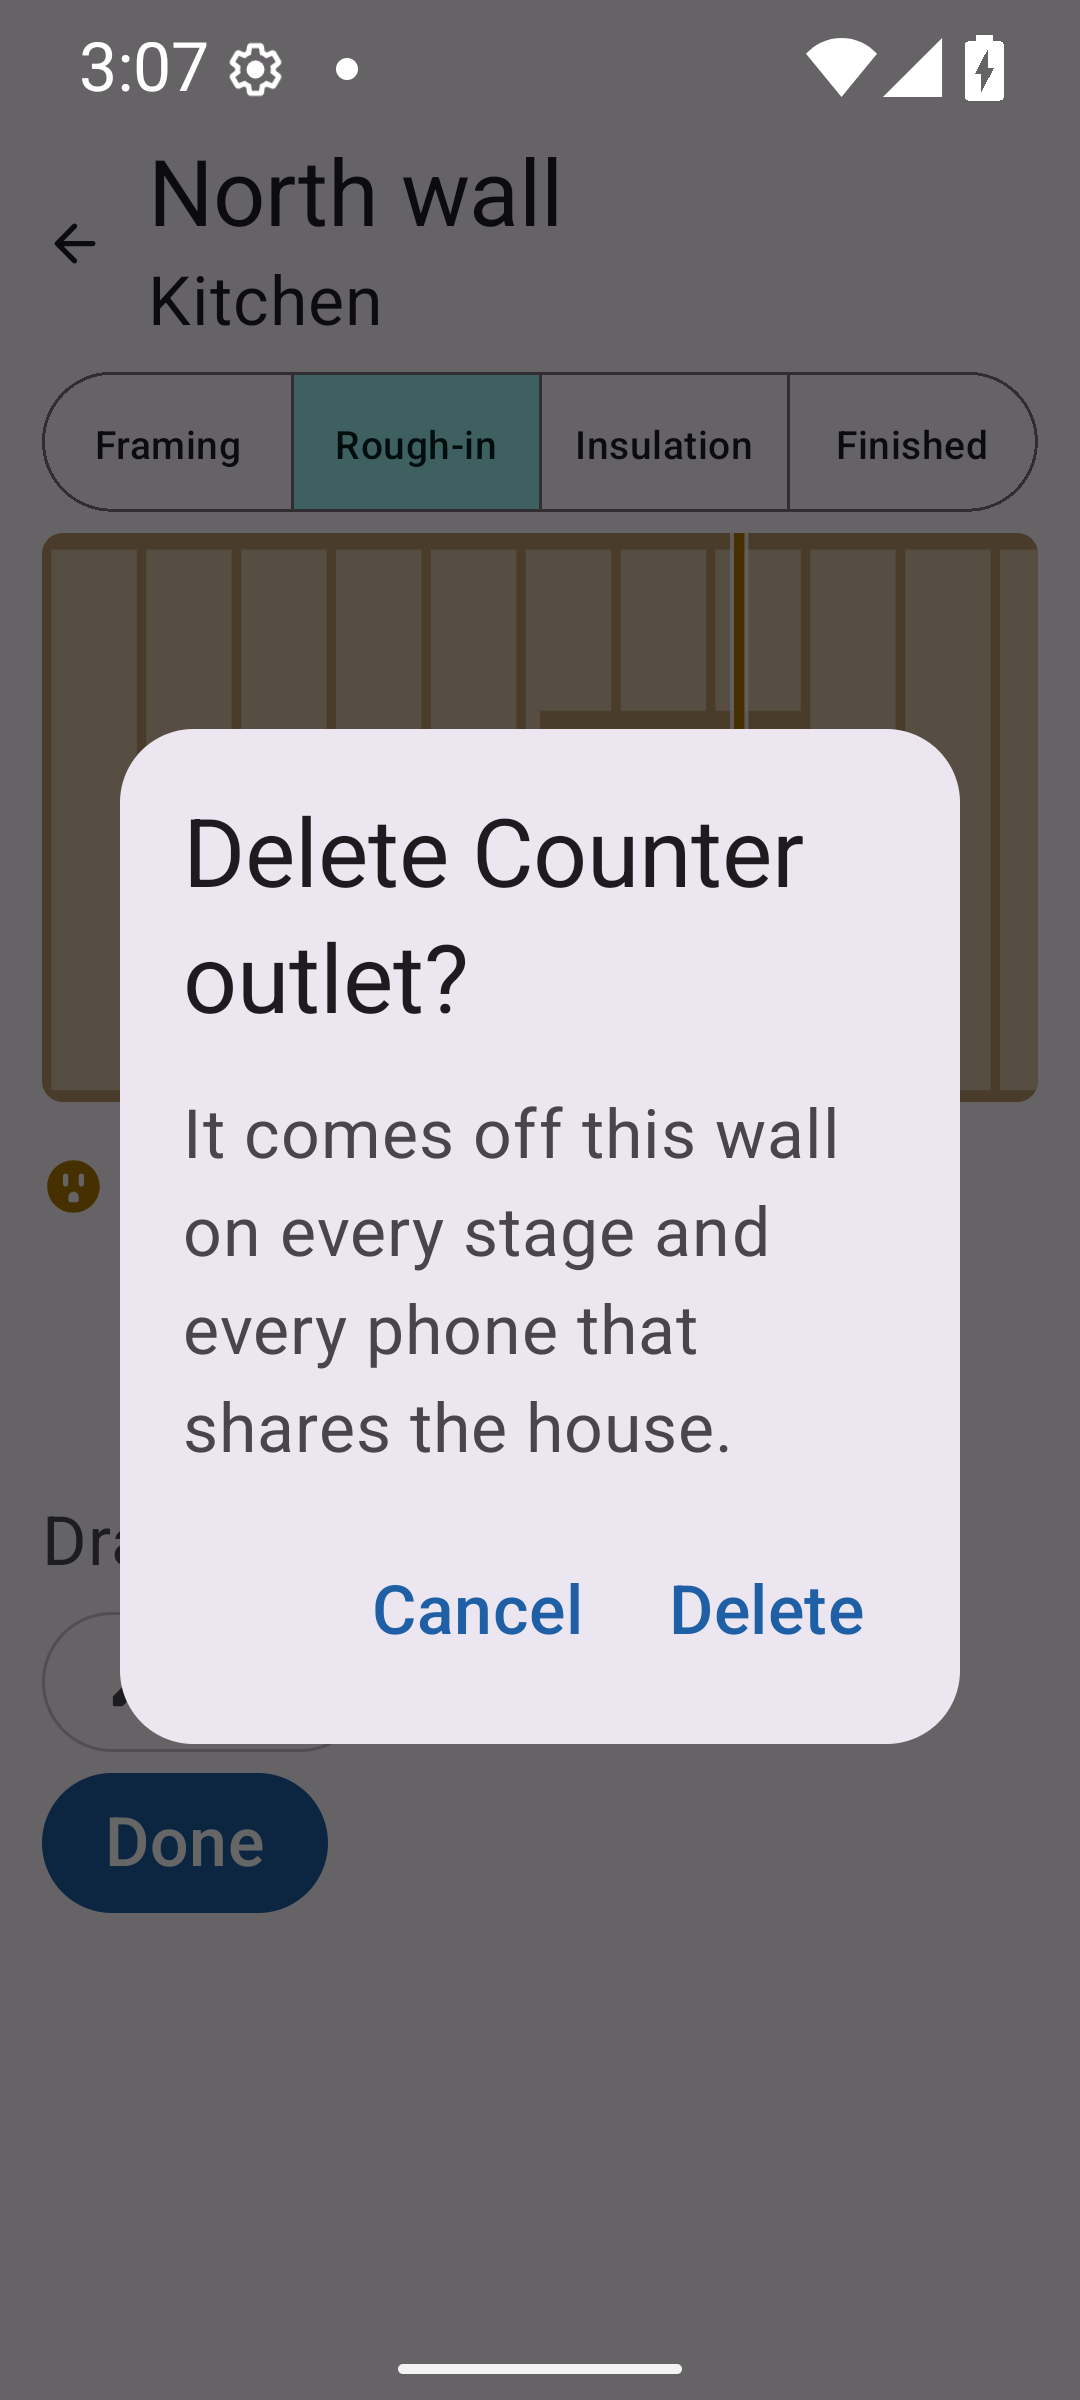 3:07
North wall
Kitchen
Framing Rough-in Insulation Finished
Delete Counter
outlet?
It comes off this wall
on every stage and
every phone that
shares the house.
Cancel Delete
Done